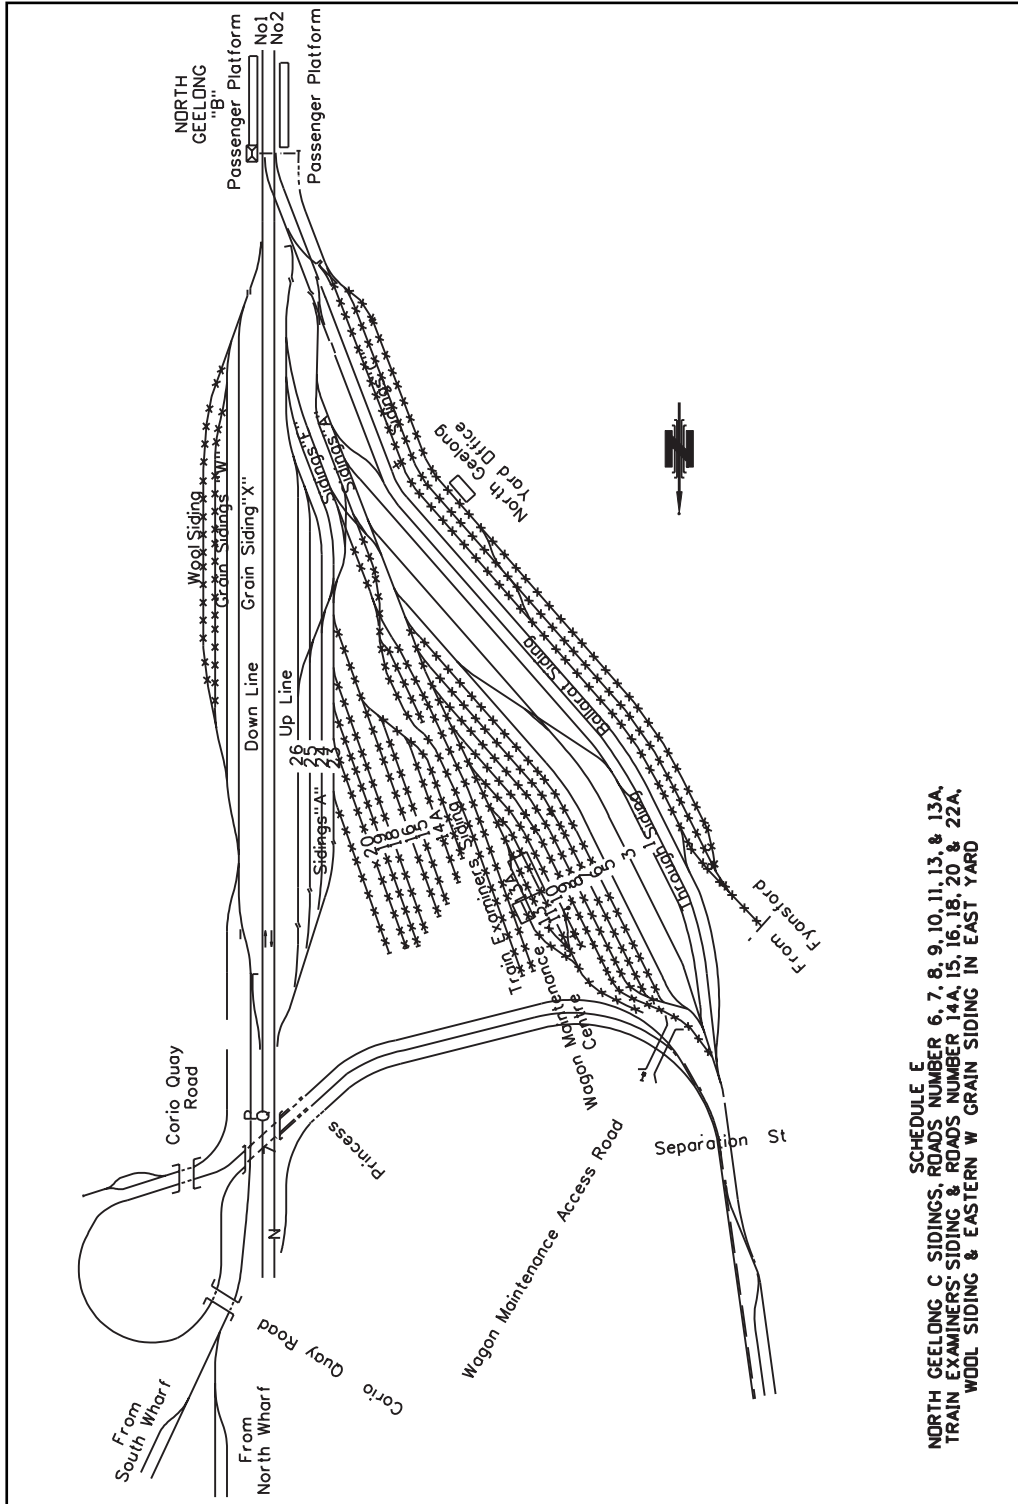 NORTH
GEELONG
"B"
Passenger Platform
No1
No2
Passenger Platform
Wool Siding
Grain Sidings "W"
Grain Siding"X"
Down Line
Up Line
Sidings"F"
Sidings"A"
Sidings"C"
North Geelong
Yard Office
26
25
24
23
Sidings"A"
20
19
18
16
15
14A
Train Examiners Siding
13A
11
10
9
8
7
6
5
3
Ballarat Siding
Through Siding
From
Fyansford
Wagon Maintenance
Centre
Corio Quay
Road
Princess
Separation St
Wagon Maintenance Access Road
N
Corio Quay Road
From
South Wharf
From
North Wharf
N
SCHEDULE E
NORTH GEELONG C SIDINGS, ROADS NUMBER 6, 7, 8, 9, 10, 11, 13, & 13A,
TRAIN EXAMINERS' SIDING & ROADS NUMBER 14A, 15, 16, 18, 20 & 22A,
WOOL SIDING & EASTERN W GRAIN SIDING IN EAST YARD